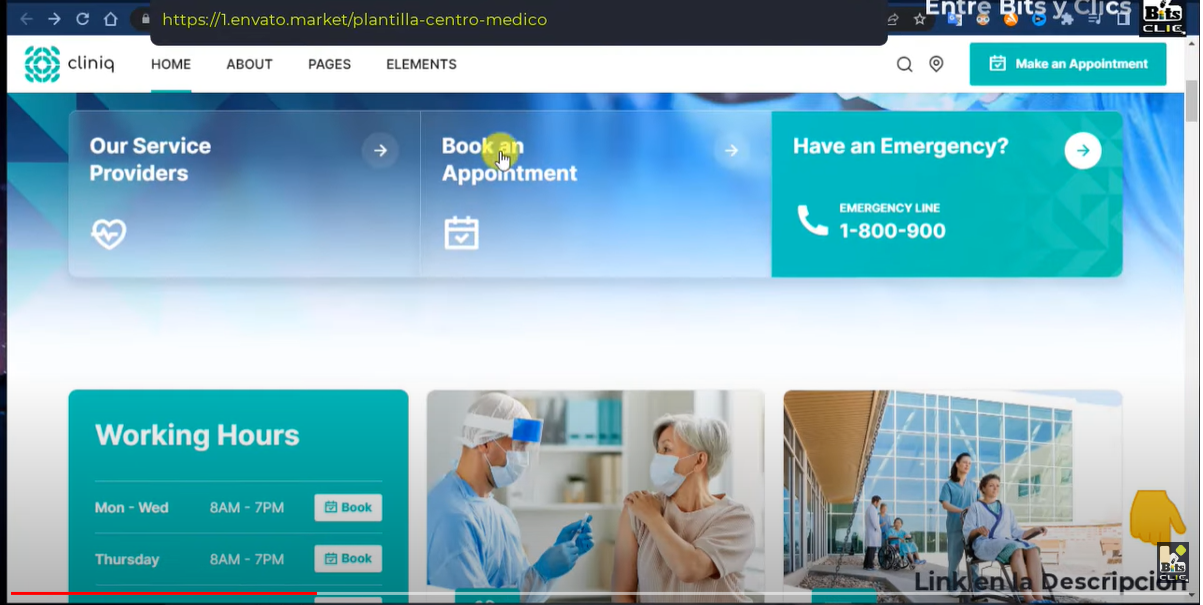 https://1.envato.market/plantilla-centro-medico
Entre Bits y Clics
Bits
CLIC
cliniq
HOME
ABOUT
PAGES
ELEMENTS
Make an Appointment
Our Service
Providers
Book an
Appointment
Have an Emergency?
EMERGENCY LINE
1-800-900
Working Hours
Mon - Wed 8AM - 7PM Book
Thursday 8AM - 7PM Book
Link en la Descripción
Bits
CLIC